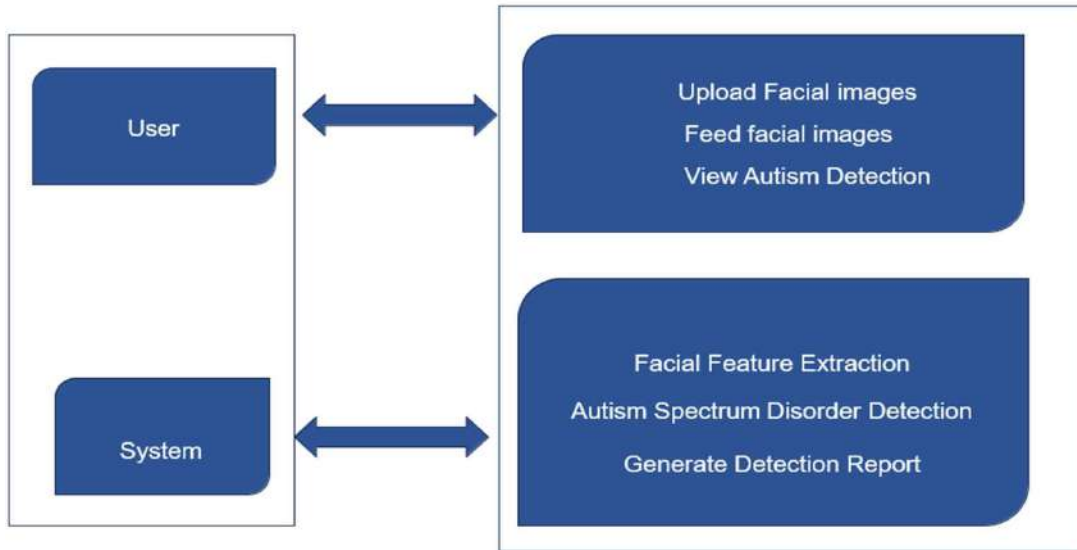 User
Upload Facial images
Feed facial images
View Autism Detection
System
Facial Feature Extraction
Autism Spectrum Disorder Detection
Generate Detection Report